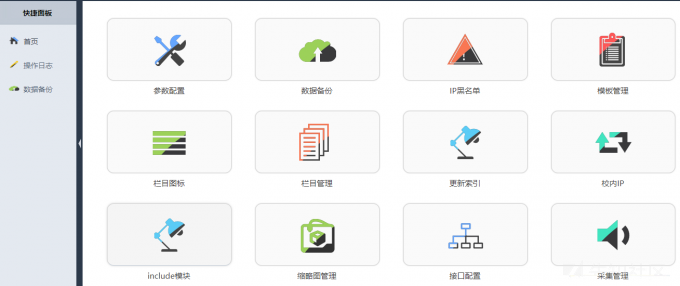 快捷面板
首页
操作日志
数据备份
参数配置
数据备份
IP黑名单
模板管理
栏目图标
栏目管理
更新索引
校内IP
include模块
缩略图管理
接口配置
采集管理